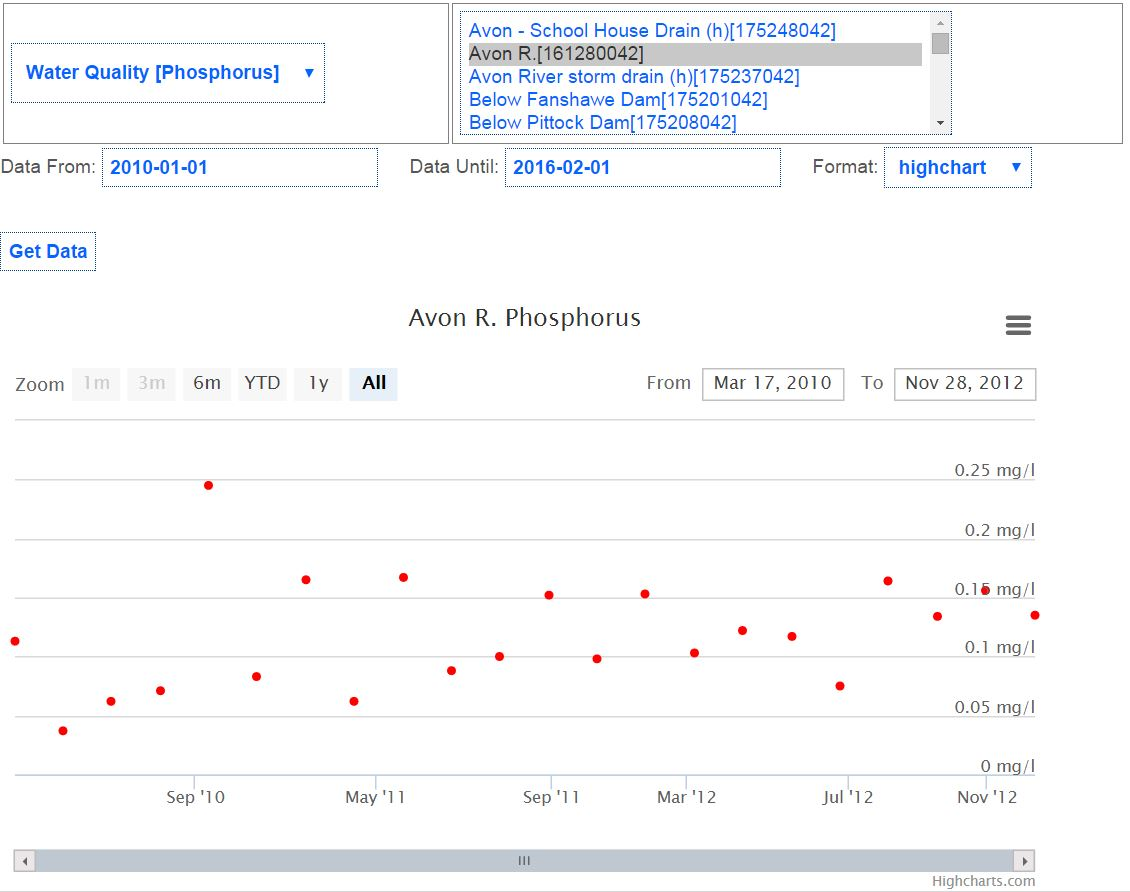 Water Quality [Phosphorus] ▼
Avon - School House Drain (h)[175248042]
Avon R.[161280042]
Avon River storm drain (h)[175237042]
Below Fanshawe Dam[175201042]
Below Pittock Dam[175208042]
Data From: 2010-01-01 Data Until: 2016-02-01 Format: highchart ▼
Get Data
Avon R. Phosphorus
Zoom 1m 3m 6m YTD 1y All From Mar 17, 2010 To Nov 28, 2012
0.25 mg/l
0.2 mg/l
0.15 mg/l
0.1 mg/l
0.05 mg/l
0 mg/l
Sep '10 May '11 Sep '11 Mar '12 Jul '12 Nov '12
Highcharts.com